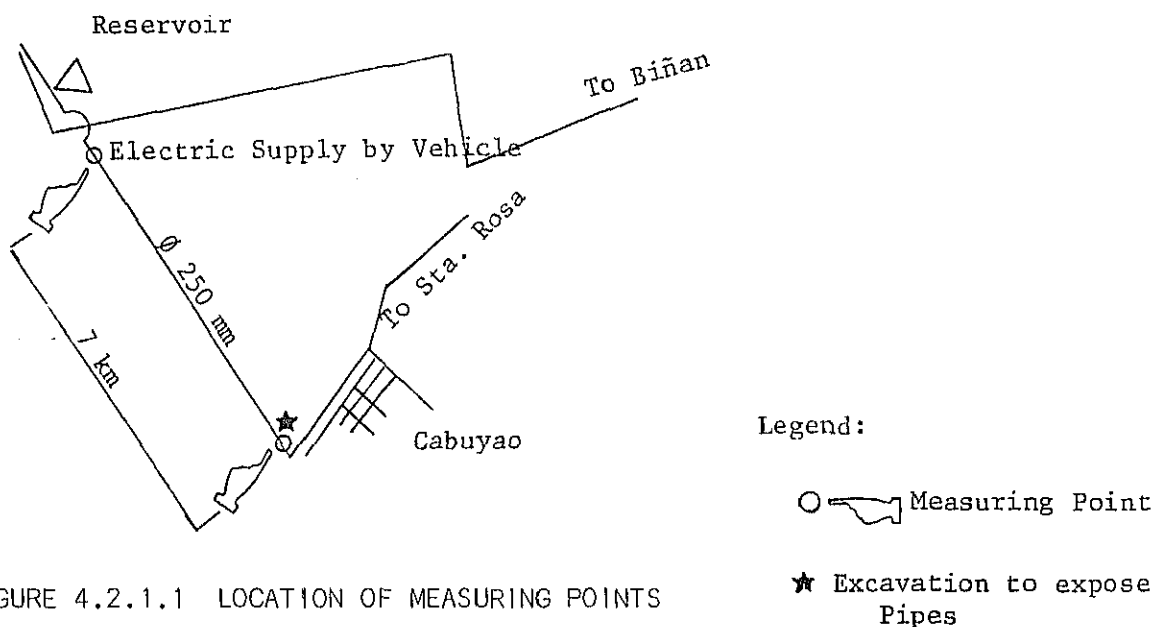 Reservoir
To Biñan
Electric Supply by Vehicle
Ø 250 mm
To Sta. Rosa
7 km
Cabuyao
Legend:
Measuring Point
Excavation to expose
Pipes
GURE 4.2.1.1 LOCATION OF MEASURING POINTS